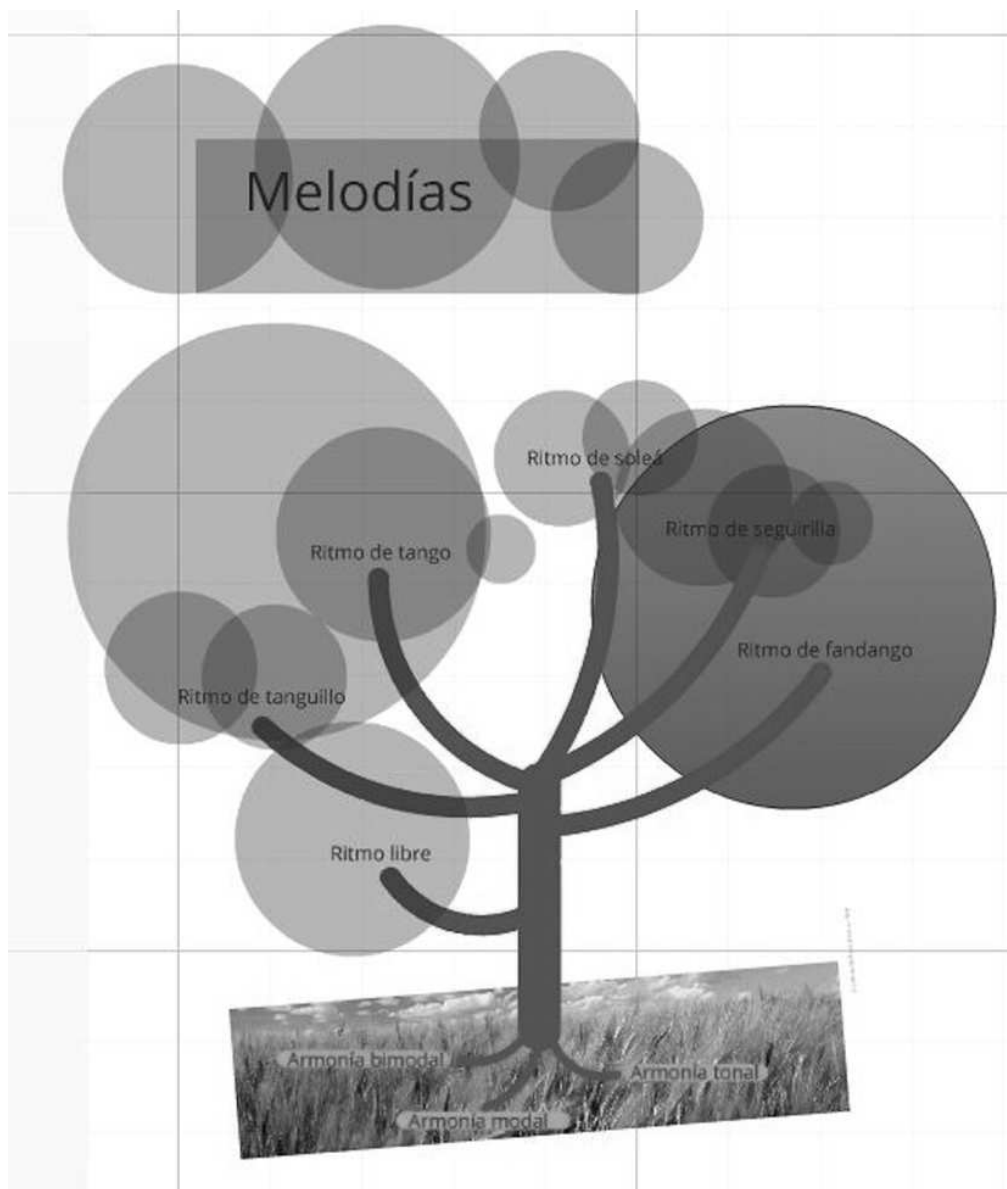 Melodías
Ritmo de soleá
Ritmo de seguirilla
Ritmo de tango
Ritmo de fandango
Ritmo de tanguillo
Ritmo libre
Armonía bimodal
Armonía tonal
Armonía modal